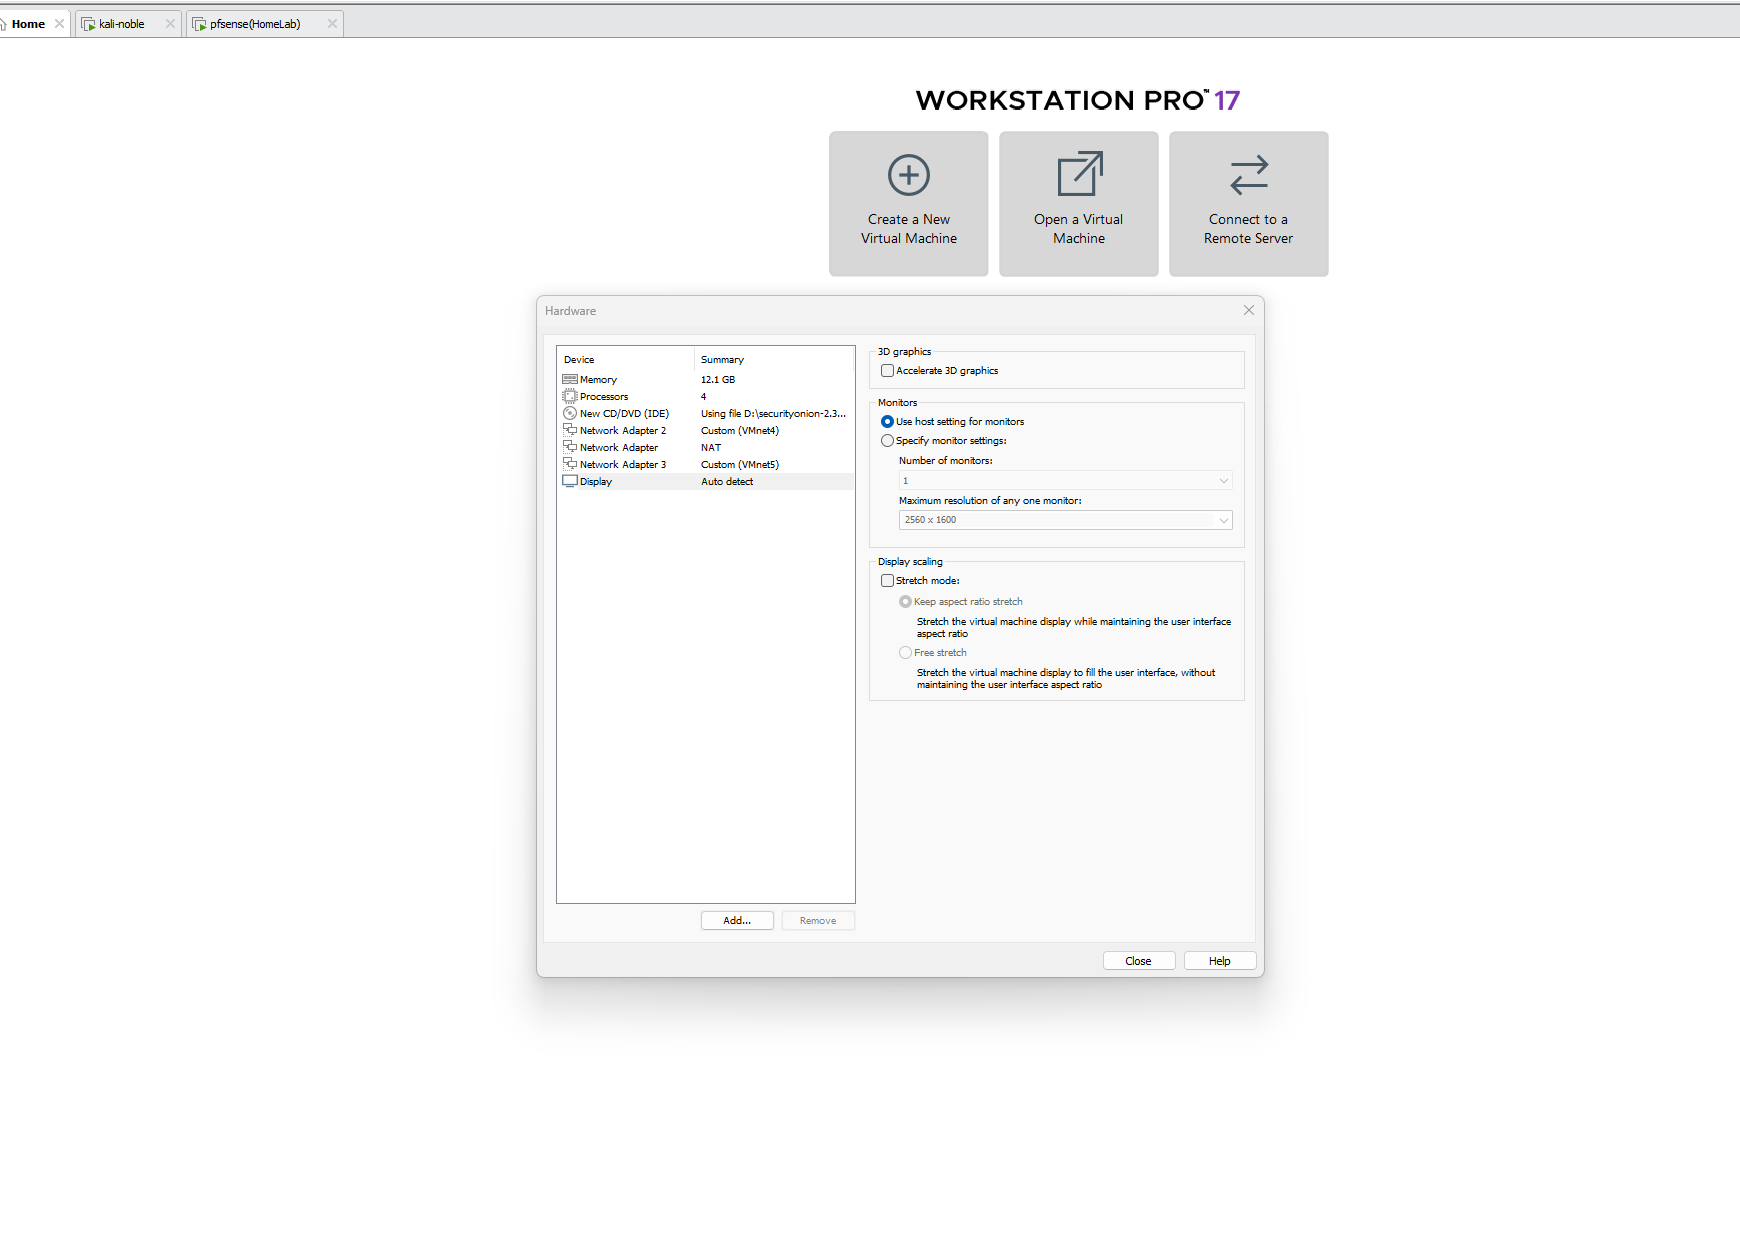 Home
kali-noble
pfsense(HomeLab)
WORKSTATION PRO™ 17
Create a New
Virtual Machine
Open a Virtual
Machine
Connect to a
Remote Server
Hardware
Device Summary
Memory 12.1 GB
Processors 4
New CD/DVD (IDE) Using file D:\securityonion-2.3...
Network Adapter 2 Custom (VMnet4)
Network Adapter NAT
Network Adapter 3 Custom (VMnet5)
Display Auto detect
Add...
Remove
3D graphics
Accelerate 3D graphics
Monitors
Use host setting for monitors
Specify monitor settings:
Number of monitors:
1
Maximum resolution of any one monitor:
2560 x 1600
Display scaling
Stretch mode:
Keep aspect ratio stretch
Stretch the virtual machine display while maintaining the user interface
aspect ratio
Free stretch
Stretch the virtual machine display to fill the user interface, without
maintaining the user interface aspect ratio
Close
Help